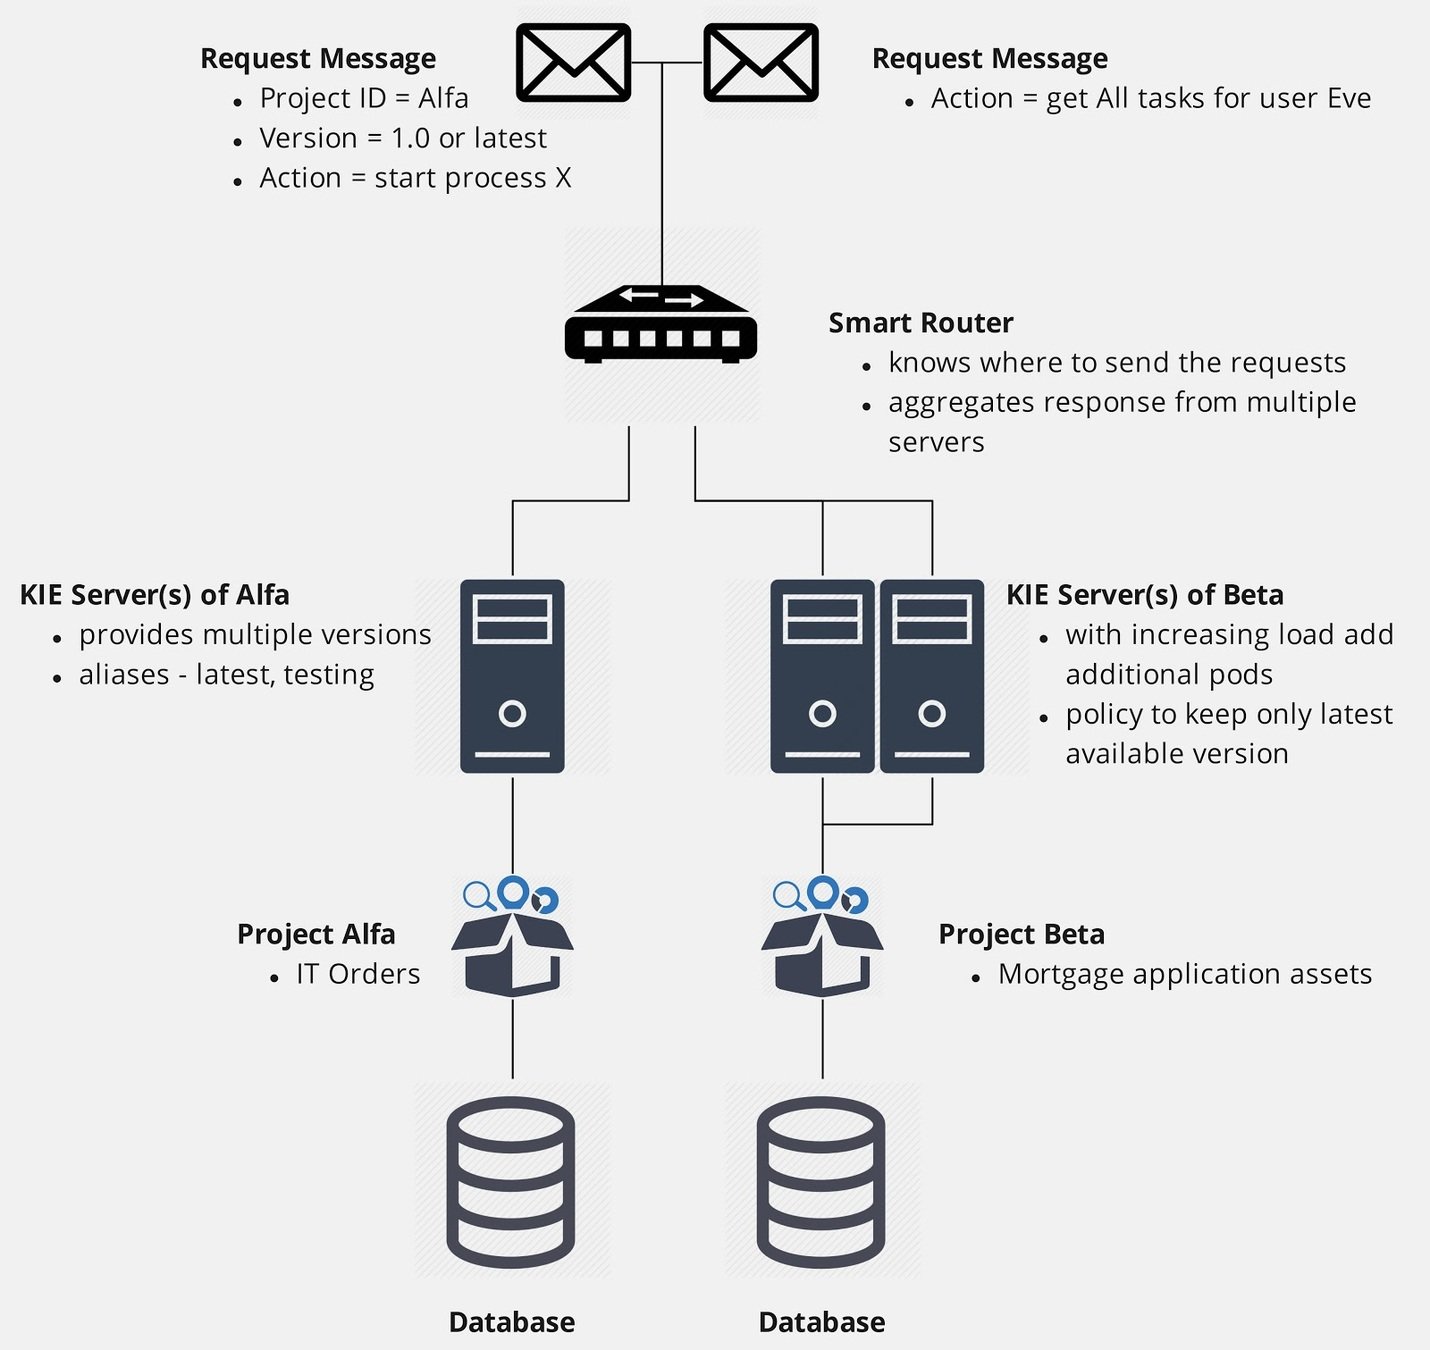 Request Message
• Project ID = Alfa
• Version = 1.0 or latest
• Action = start process X
Request Message
• Action = get All tasks for user Eve
Smart Router
• knows where to send the requests
• aggregates response from multiple
servers
KIE Server(s) of Alfa
• provides multiple versions
• aliases - latest, testing
KIE Server(s) of Beta
• with increasing load add
additional pods
• policy to keep only latest
available version
Project Alfa
• IT Orders
Project Beta
• Mortgage application assets
Database
Database